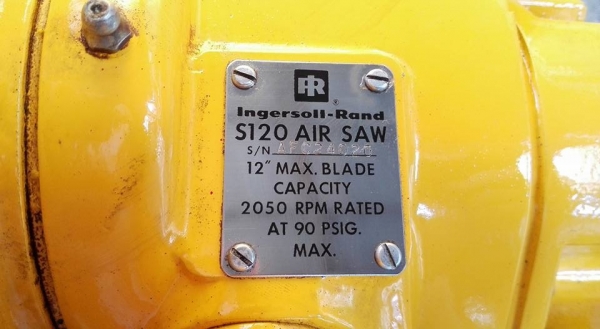 IR
®
Ingersoll-Rand
S120 AIR SAW
S/N
12" MAX. BLADE
CAPACITY
2050 RPM RATED
AT 90 PSIG.
MAX.